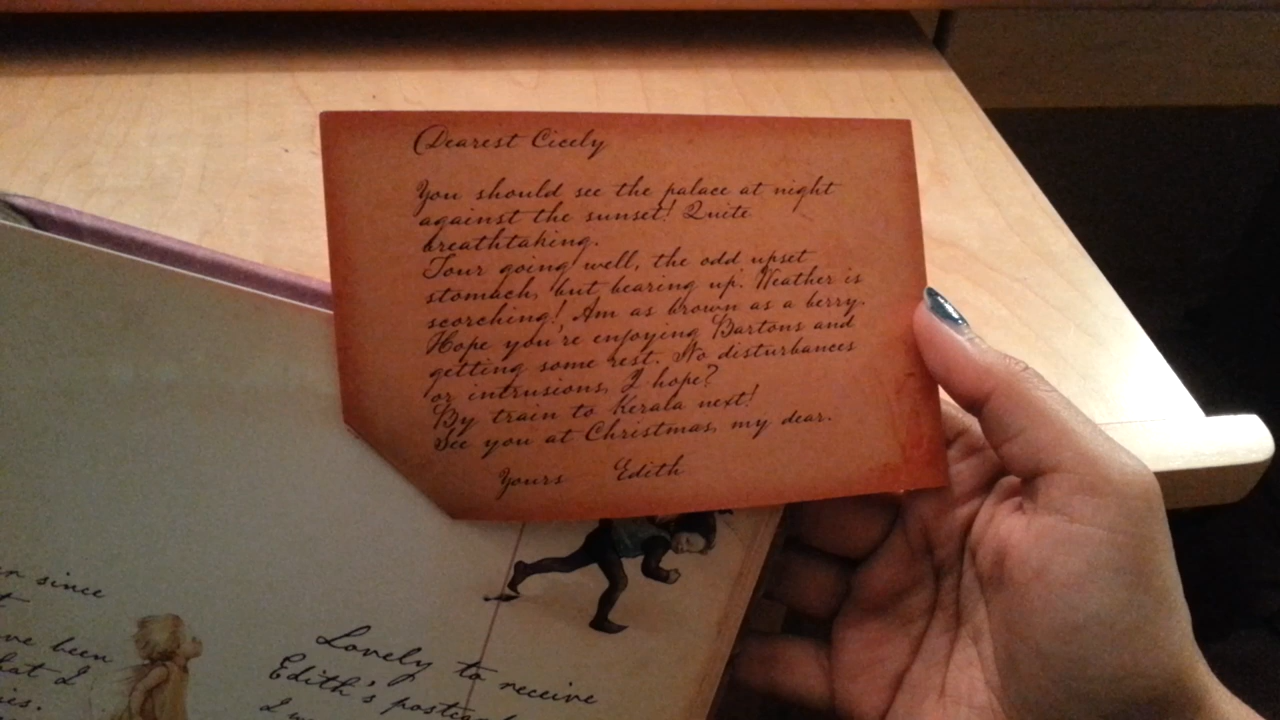 Dearest Cicely
You should see the palace at night
against the sunset! Quite
breathtaking.
Tour going well, the odd upset
stomach, but bearing up. Weather is
scorching! Am as brown as a berry.
Hope you're enjoying Bartons and
getting some rest. No disturbances
or intrusions, I hope?
By train to Kerala next!
See you at Christmas, my dear.
Yours Edith
since
been
I
Lovely to receive
Edith's
I